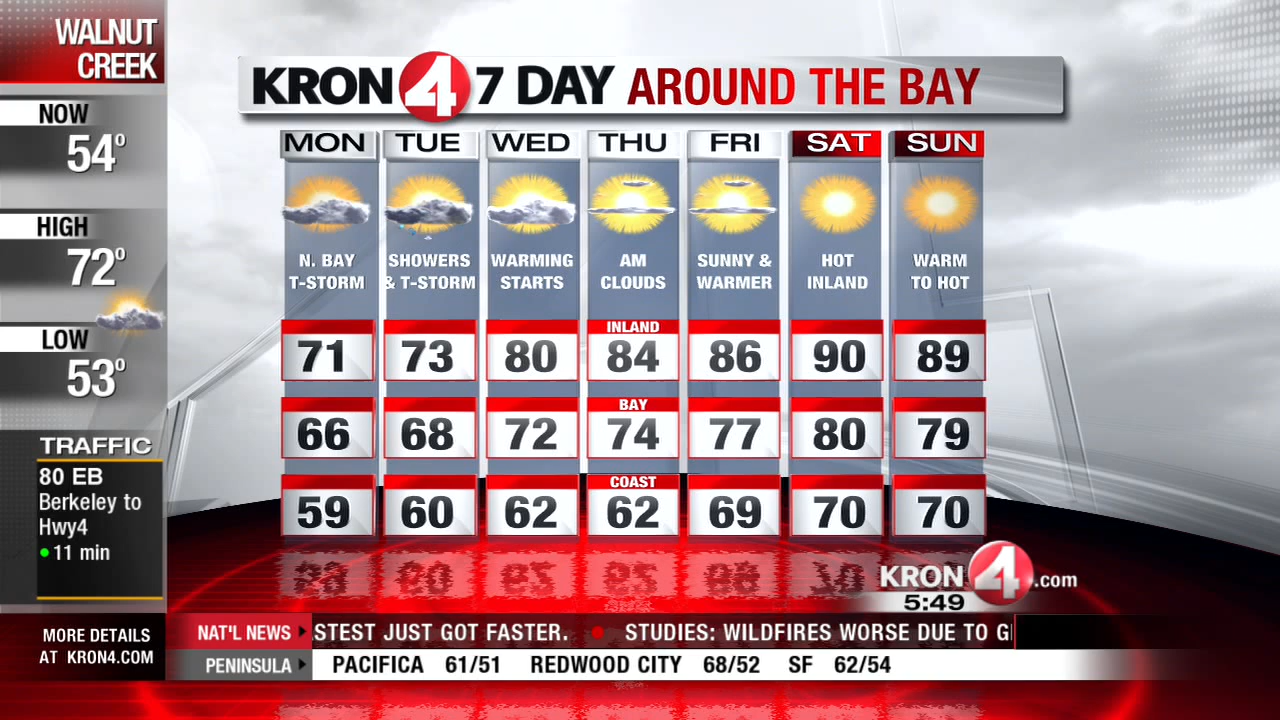 WALNUT
CREEK
NOW
54°
HIGH
72°
LOW
53°
TRAFFIC
80 EB
Berkeley to
Hwy4
11 min
MORE DETAILS
AT KRON4.COM
KRON 4 7 DAY AROUND THE BAY
MON TUE WED THU FRI SAT SUN
N. BAY SHOWERS WARMING AM SUNNY & HOT WARM
T-STORM & T-STORM STARTS CLOUDS WARMER INLAND TO HOT
INLAND
71 73 80 84 86 90 89
BAY
66 68 72 74 77 80 79
COAST
59 60 62 62 69 70 70
KRON 4 .com
5:49
NAT'L NEWS ASTEST JUST GOT FASTER. STUDIES: WILDFIRES WORSE DUE TO
PENINSULA PACIFICA 61/51 REDWOOD CITY 68/52 SF 62/54